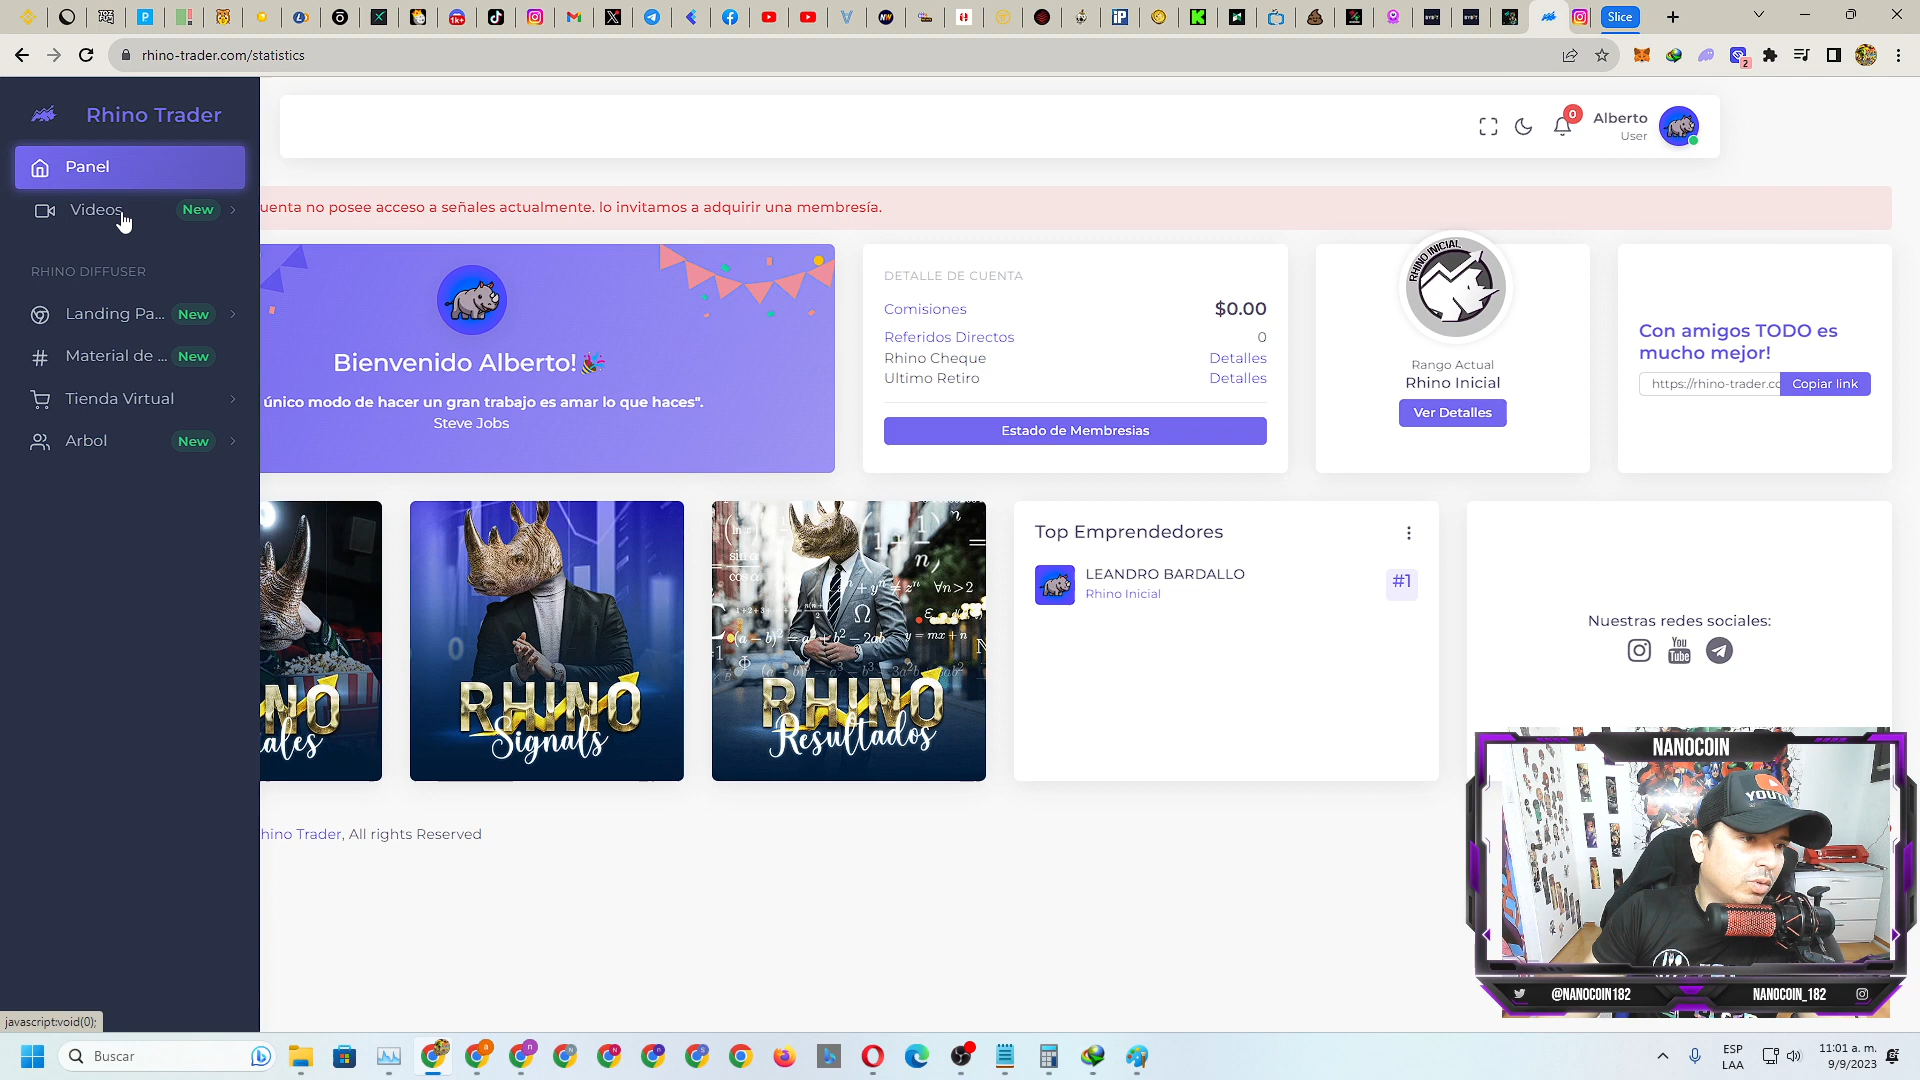 Slice
rhino-trader.com/statistics
2
Rhino Trader
Panel
Videos New
RHINO DIFFUSER
Landing Pa... New
Material de ... New
Tienda Virtual
Arbol New
0
Alberto
User
uenta no posee acceso a señales actualmente. lo invitamos a adquirir una membresía.
Bienvenido Alberto!
único modo de hacer un gran trabajo es amar lo que haces".
Steve Jobs
DETALLE DE CUENTA
Comisiones $0.00
Referidos Directos 0
Rhino Cheque Detalles
Ultimo Retiro Detalles
Estado de Membresias
RHINO INICIAL
Rango Actual
Rhino Inicial
Ver Detalles
Con amigos TODO es
mucho mejor!
https://rhino-trader.cc Copiar link
RHINO
Signals
RHINO
Resultados
Top Emprendedores
LEANDRO BARDALLO
Rhino Inicial
#1
Nuestras redes sociales:
You
Tube
hino Trader, All rights Reserved
NANOCOIN
@NANOCOIN182 NANOCOIN_182
javascript:void(0);
Buscar
ESP
LAA
11:01 a. m.
9/9/2023